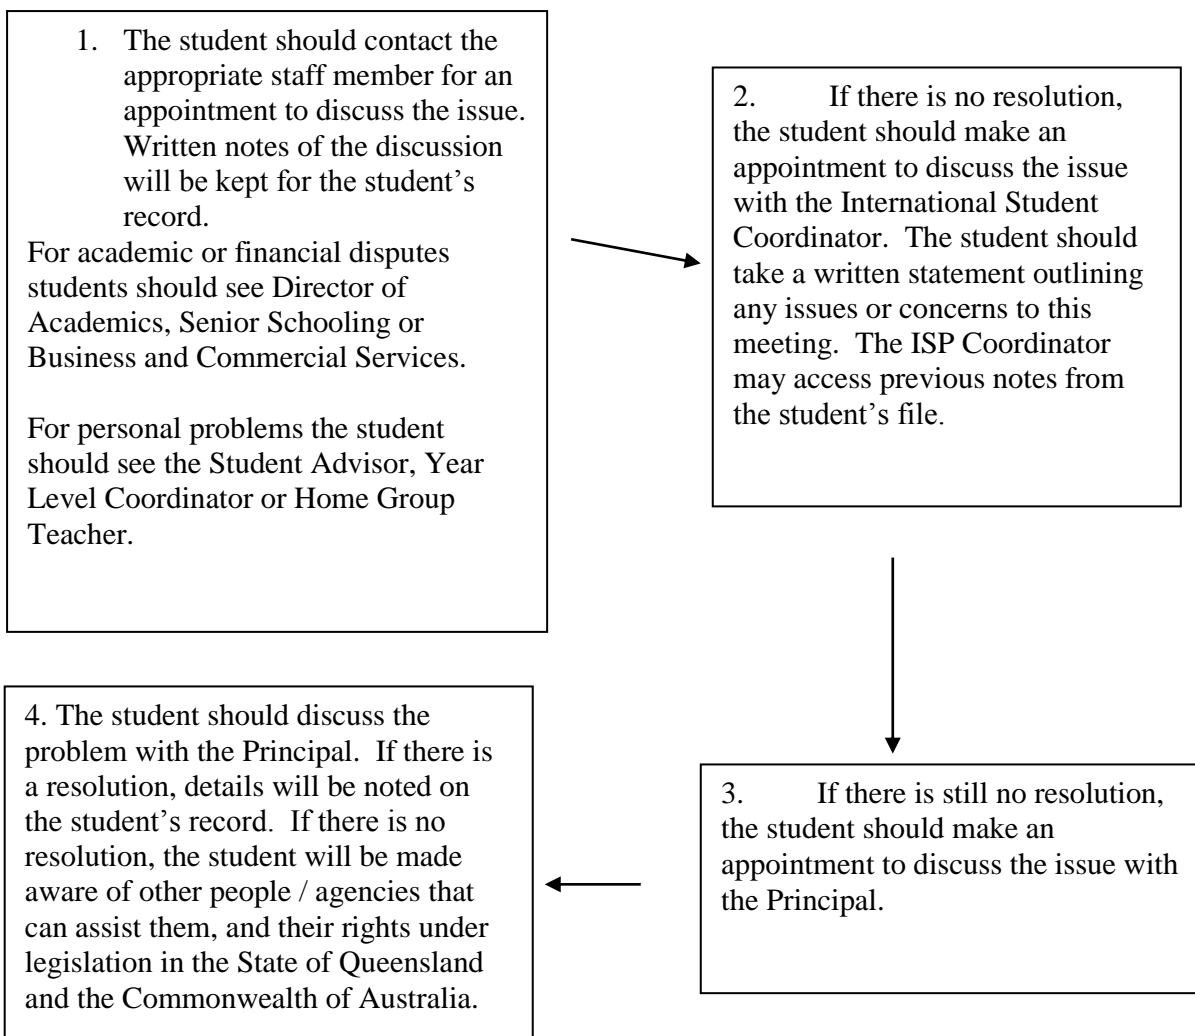 1. The student should contact the
appropriate staff member for an
appointment to discuss the issue.
Written notes of the discussion
will be kept for the student’s
record.
For academic or financial disputes
students should see Director of
Academics, Senior Schooling or
Business and Commercial Services.
For personal problems the student
should see the Student Advisor, Year
Level Coordinator or Home Group
Teacher.
2. If there is no resolution,
the student should make an
appointment to discuss the issue
with the International Student
Coordinator. The student should
take a written statement outlining
any issues or concerns to this
meeting. The ISP Coordinator
may access previous notes from
the student’s file.
3. If there is still no resolution,
the student should make an
appointment to discuss the issue with
the Principal.
4. The student should discuss the
problem with the Principal. If there is
a resolution, details will be noted on
the student’s record. If there is no
resolution, the student will be made
aware of other people / agencies that
can assist them, and their rights under
legislation in the State of Queensland
and the Commonwealth of Australia.